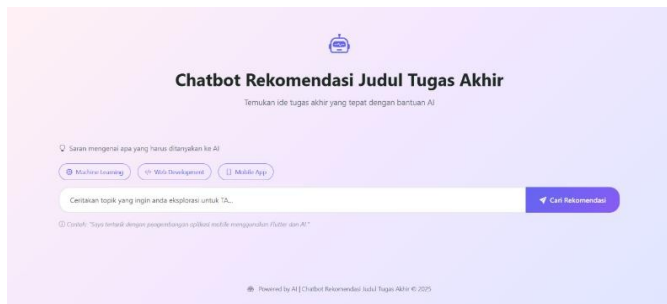 Chatbot Rekomendasi Judul Tugas Akhir
Temukan ide tugas akhir yang tepat dengan bantuan AI
Saran mengenai apa yang harus ditanyakan ke AI
Machine Learning
</> Web Development
Mobile App
Ceritakan topik yang ingin anda eksplorasi untuk TA...
Cari Rekomendasi
Contoh: "Saya tertarik dengan pengembangan aplikasi mobile menggunakan Flutter dan AI"
Powered by AI | Chatbot Rekomendasi Judul Tugas Akhir © 2025